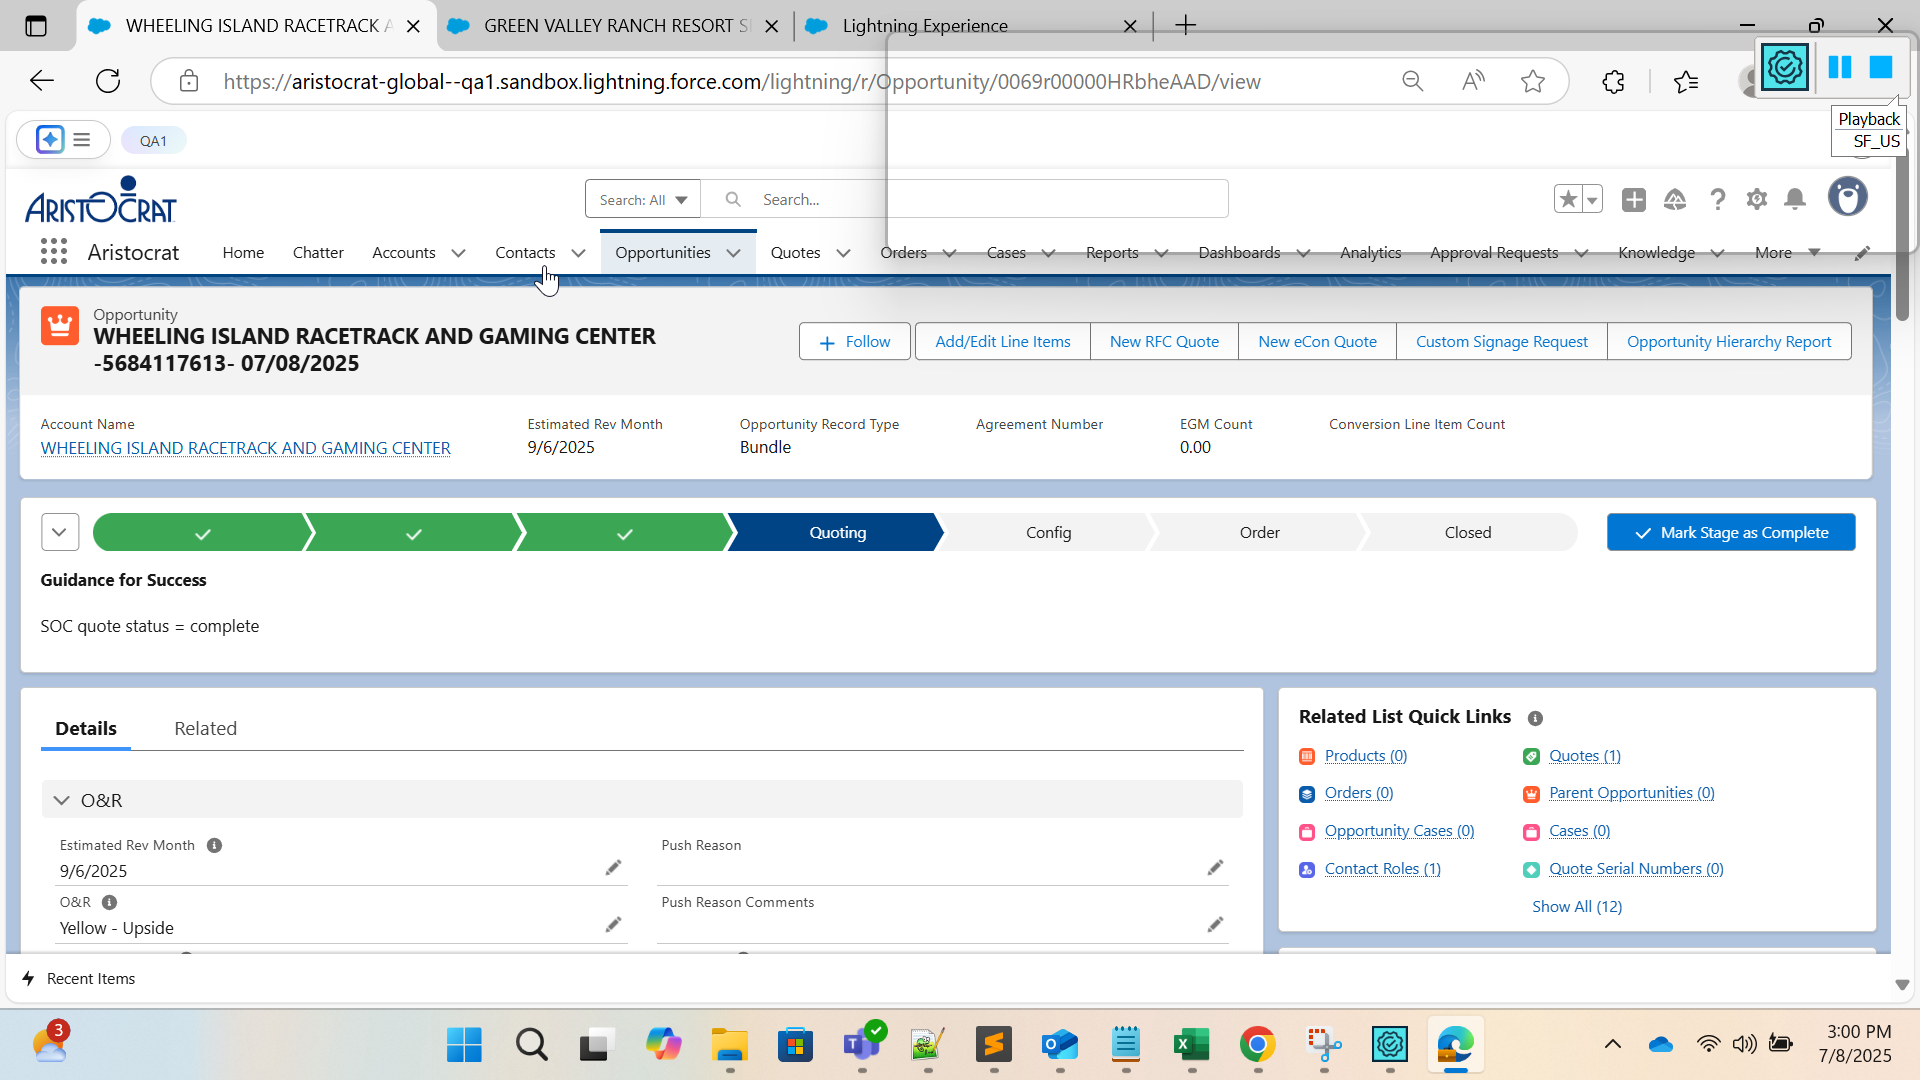 WHEELING ISLAND RACETRACK A
GREEN VALLEY RANCH RESORT S
Lightning Experience
https://aristocrat-global--qa1.sandbox.lightning.force.com/lightning/r/Opportunity/0069r00000HRbheAAD/view
Playback
SF_US
QA1
ARISTOCRAT
Search: All
Search...
Aristocrat
Home
Chatter
Accounts
Contacts
Opportunities
Quotes
Orders
Cases
Reports
Dashboards
Analytics
Approval Requests
Knowledge
More
Opportunity
WHEELING ISLAND RACETRACK AND GAMING CENTER
-5684117613- 07/08/2025
Follow
Add/Edit Line Items
New RFC Quote
New eCon Quote
Custom Signage Request
Opportunity Hierarchy Report
Account Name
WHEELING ISLAND RACETRACK AND GAMING CENTER
Estimated Rev Month
9/6/2025
Opportunity Record Type
Bundle
Agreement Number
EGM Count
0.00
Conversion Line Item Count
Quoting
Config
Order
Closed
Mark Stage as Complete
Guidance for Success
SOC quote status = complete
Details
Related
O&R
Estimated Rev Month
9/6/2025
Push Reason
O&R
Yellow - Upside
Push Reason Comments
Related List Quick Links
Products (0)
Quotes (1)
Orders (0)
Parent Opportunities (0)
Opportunity Cases (0)
Cases (0)
Contact Roles (1)
Quote Serial Numbers (0)
Show All (12)
Recent Items
3
3:00 PM
7/8/2025